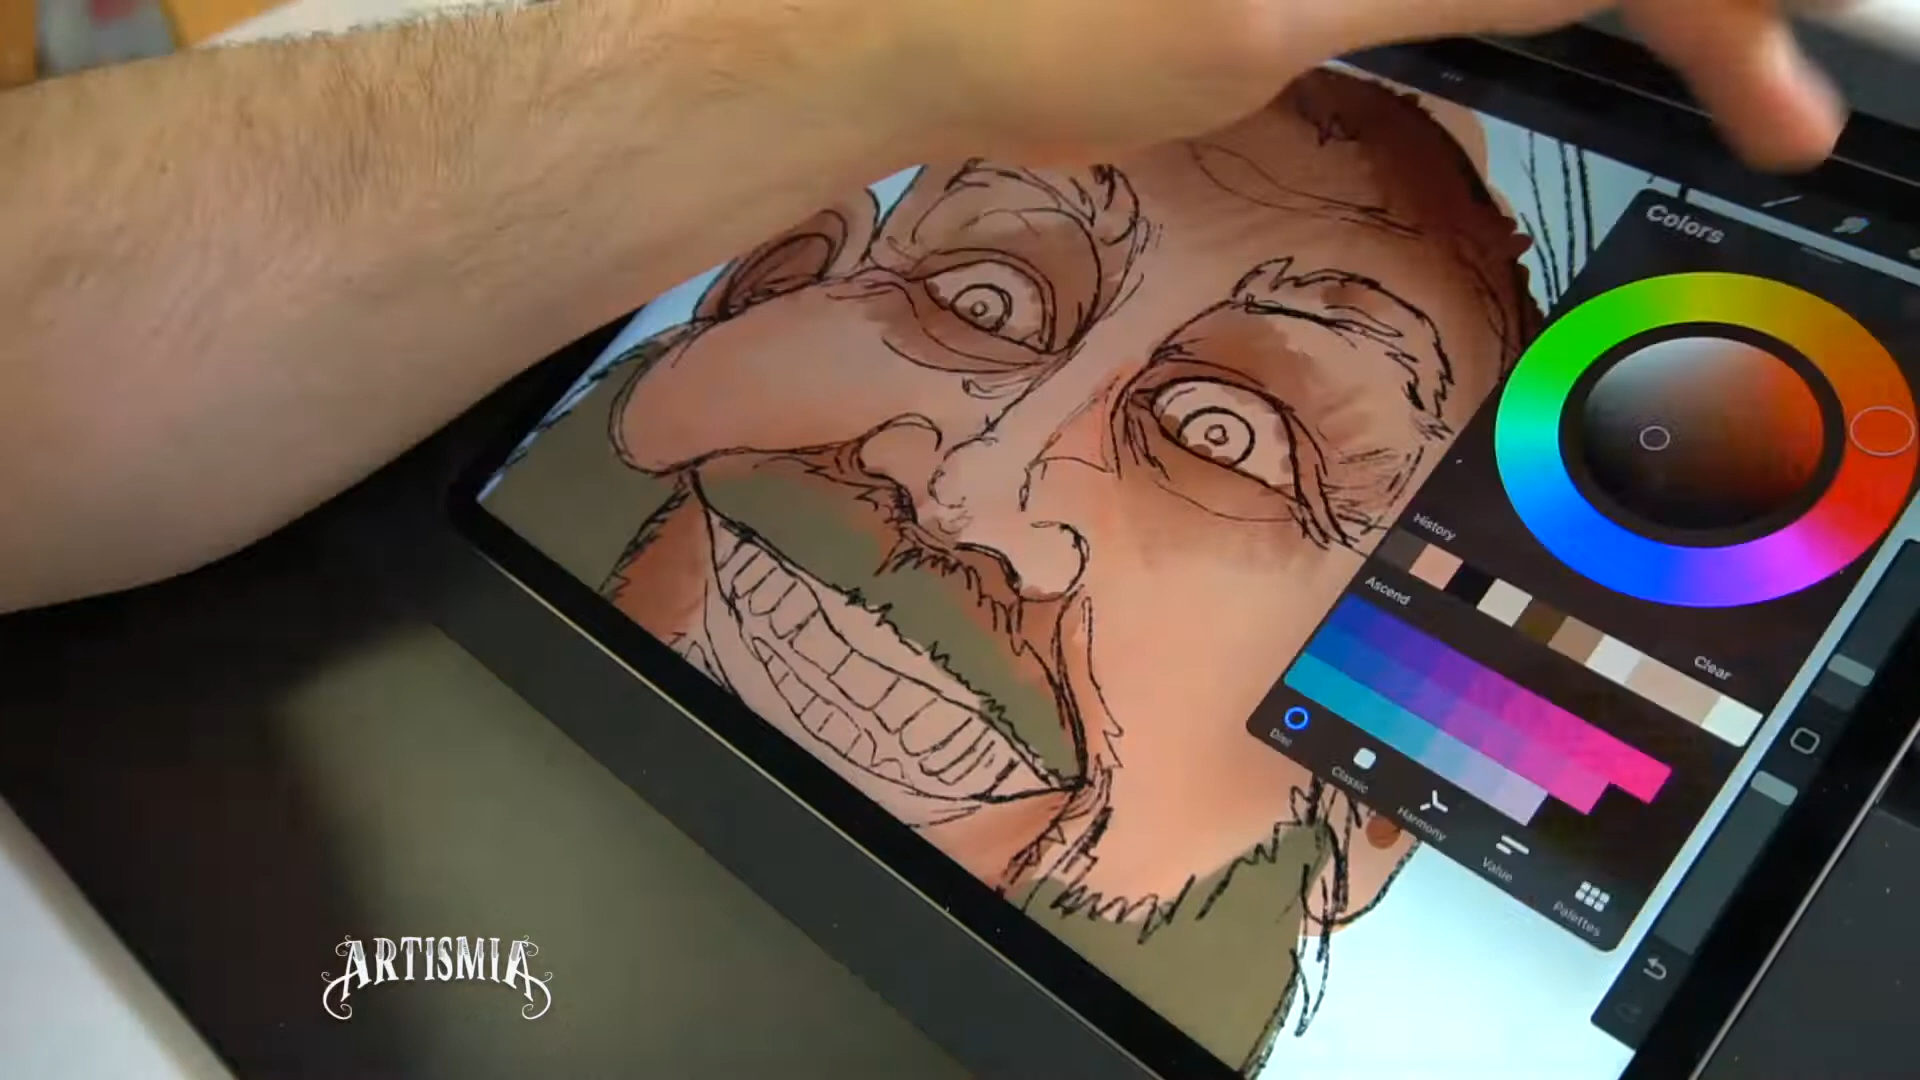 Colors
History
Ascend
Clear
Disc
Classic
Harmony
Value
Palettes
ARTISMIA